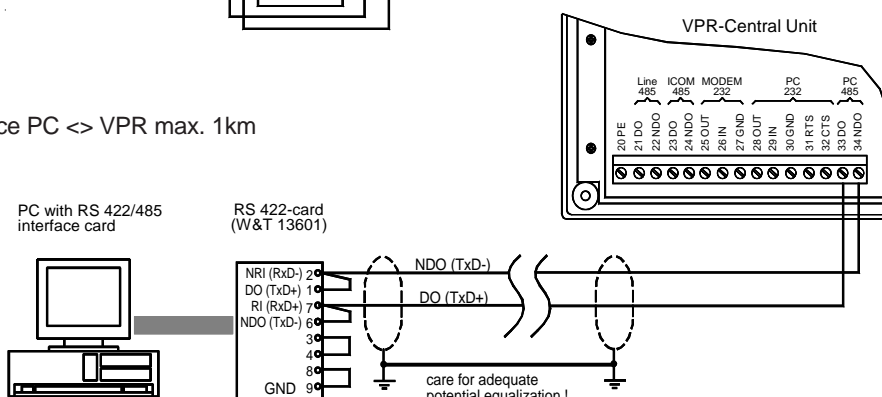 VPR-Central Unit
Line 485
ICOM 485
MODEM 232
PC 232
PC 485
20 PE
21 DO
22 NDO
23 DO
24 NDO
25 OUT
26 IN
27 GND
28 OUT
29 IN
30 GND
31 RTS
32 CTS
33 DO
34 NDO
PC <> VPR max. 1km
PC with RS 422/485
interface card
RS 422-card
(W&T 13601)
NRI (RxD-) 2
DO (TxD+) 1
RI (RxD+) 7
NDO (TxD-) 6
3
4
8
GND 9
NDO (TxD-)
DO (TxD+)
care for adequate
potential equalization !